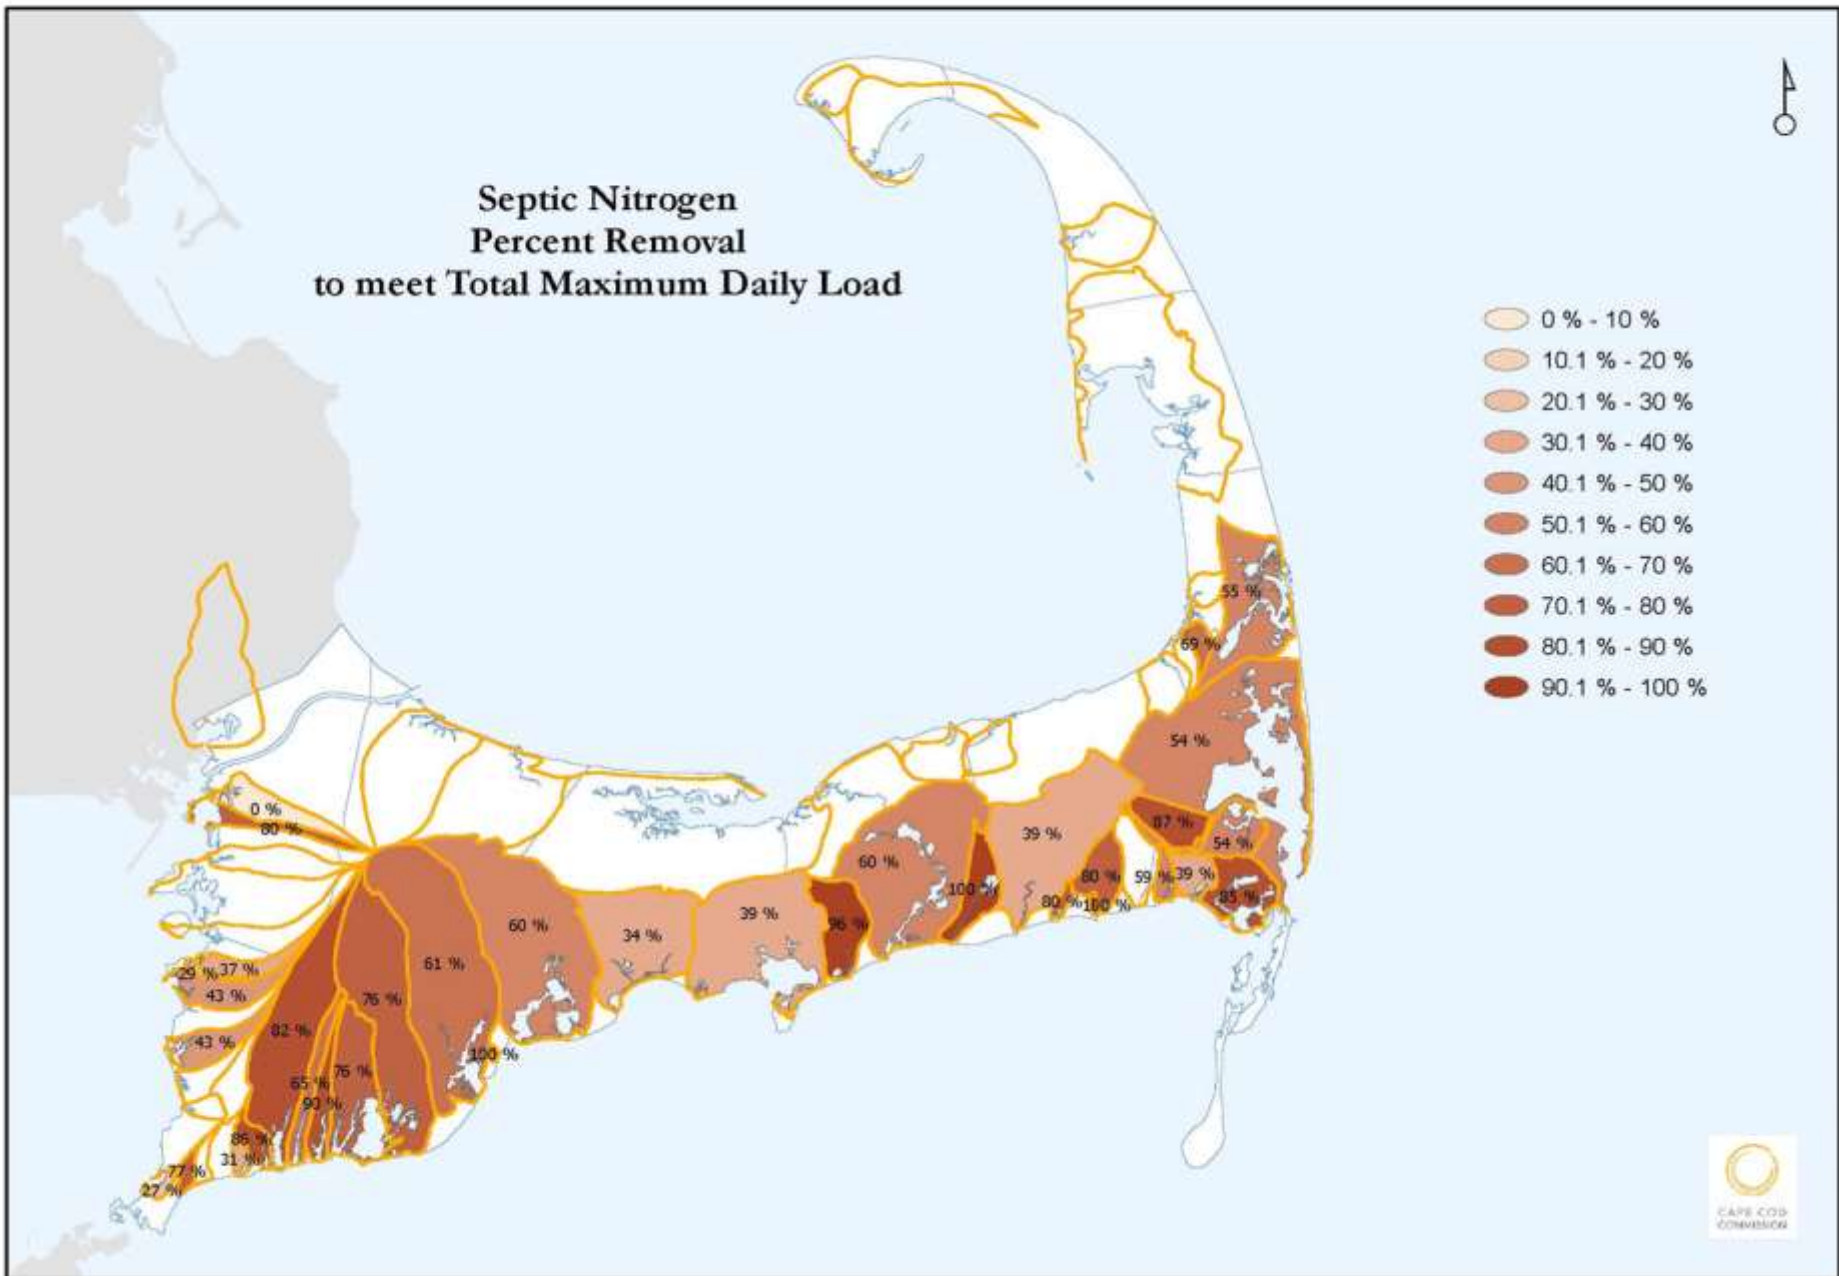 Septic Nitrogen
Percent Removal
to meet Total Maximum Daily Load
0 % - 10 %
10.1 % - 20 %
20.1 % - 30 %
30.1 % - 40 %
40.1 % - 50 %
50.1 % - 60 %
60.1 % - 70 %
70.1 % - 80 %
80.1 % - 90 %
90.1 % - 100 %
55 %
69 %
54 %
0 %
80 %
87 %
39 %
54 %
60 %
80 %
59 %
39 %
100 %
85 %
80 %
100 %
39 %
96 %
60 %
34 %
61 %
29 %
37 %
43 %
76 %
82 %
43 %
100 %
76 %
65 %
90 %
86 %
31 %
77 %
27 %
CAPE COD
COMMISSION